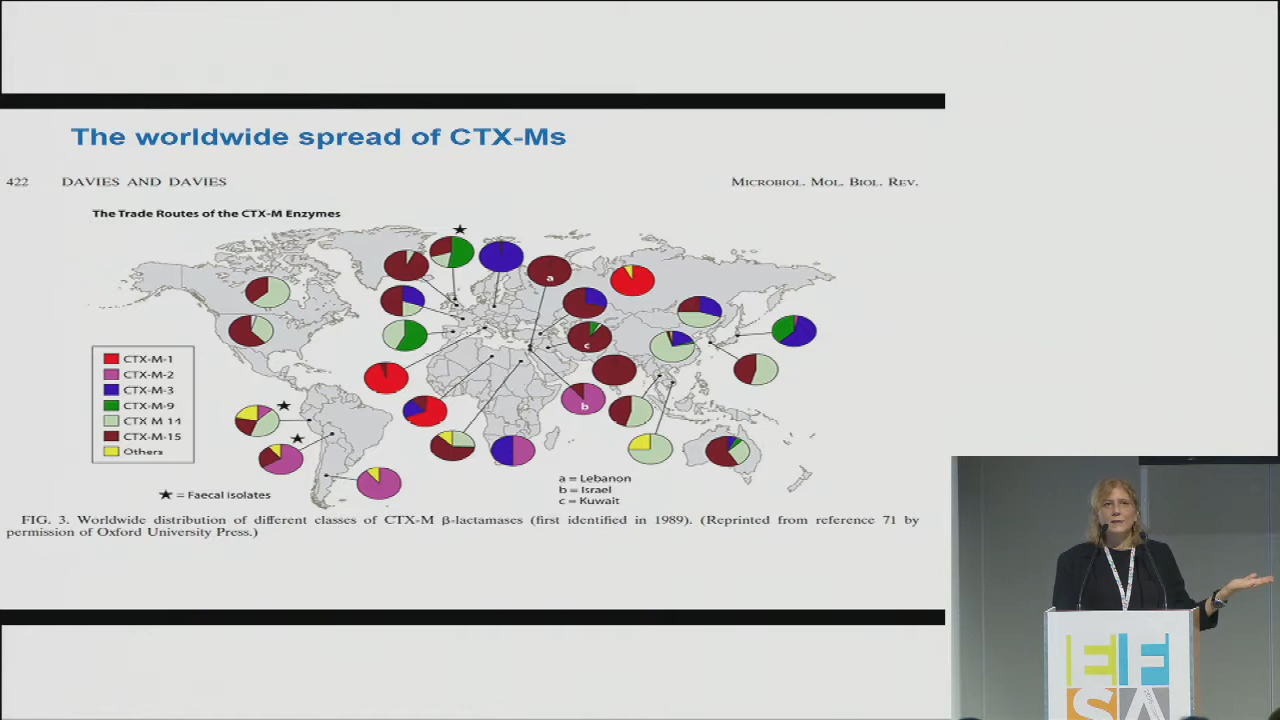 The worldwide spread of CTX-Ms
422 DAVIES AND DAVIES MICROBIOL. MOL. BIOL. REV.
The Trade Routes of the CTX-M Enzymes
a
c
b
CTX-M-1
CTX-M-2
CTX-M-3
CTX-M-9
CTX M 14
CTX-M-15
Others
★ = Faecal isolates
a = Lebanon
b = Israel
c = Kuwait
FIG. 3. Worldwide distribution of different classes of CTX-M β-lactamases (first identified in 1989). (Reprinted from reference 71 by
permission of Oxford University Press.)
EF
SA